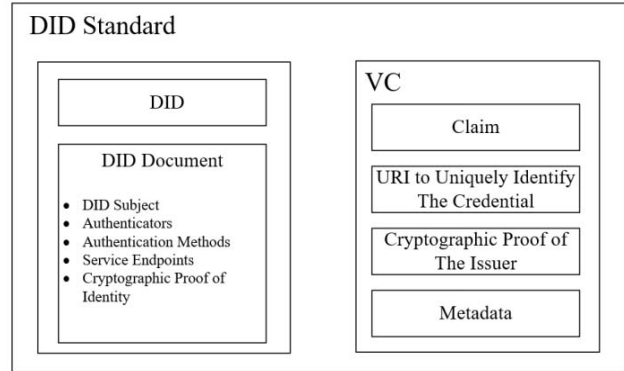 DID Standard
DID
DID Document
• DID Subject
• Authenticators
• Authentication Methods
• Service Endpoints
• Cryptographic Proof of
Identity
VC
Claim
URI to Uniquely Identify
The Credential
Cryptographic Proof of
The Issuer
Metadata